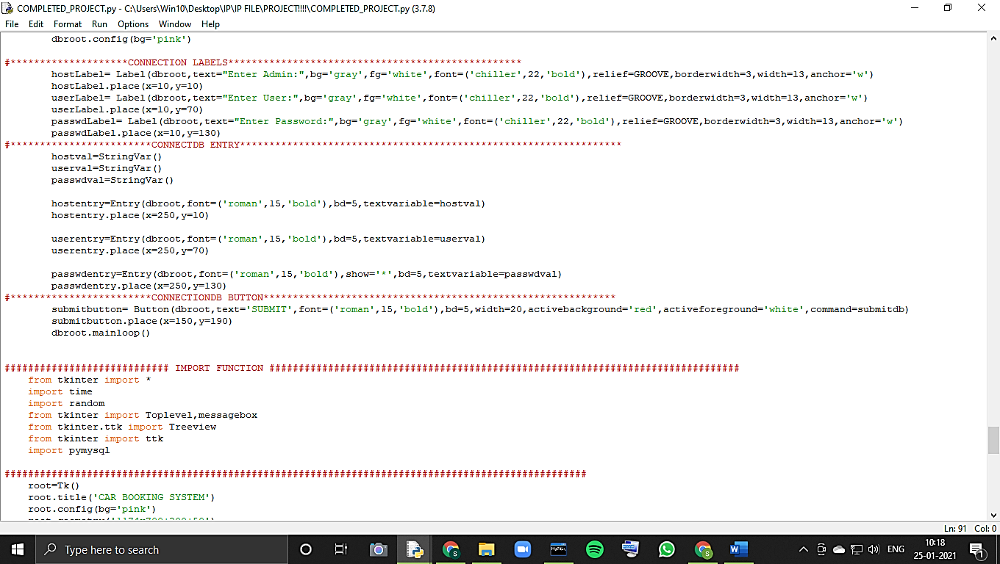 COMPLETED_PROJECT.py - C:\Users\Win10\Desktop\IP\IP FILE\PROJECT!!!!\COMPLETED_PROJECT.py (3.7.8)
File Edit Format Run Options Window Help
dbroot.config(bg='pink')
#********************CONNECTION LABELS**************************************************
hostLabel= Label(dbroot,text="Enter Admin:",bg='gray',fg='white',font=('chiller',22,'bold'),relief=GROOVE,borderwidth=3,width=13,anchor='w')
hostLabel.place(x=10,y=10)
userLabel= Label(dbroot,text="Enter User:",bg='gray',fg='white',font=('chiller',22,'bold'),relief=GROOVE,borderwidth=3,width=13,anchor='w')
userLabel.place(x=10,y=70)
passwdLabel= Label(dbroot,text="Enter Password:",bg='gray',fg='white',font=('chiller',22,'bold'),relief=GROOVE,borderwidth=3,width=13,anchor='w')
passwdLabel.place(x=10,y=130)
#************************CONNECTDB ENTRY*****************************************************************
hostval=StringVar()
userval=StringVar()
passwdval=StringVar()
hostentry=Entry(dbroot,font=('roman',15,'bold'),bd=5,textvariable=hostval)
hostentry.place(x=250,y=10)
userentry=Entry(dbroot,font=('roman',15,'bold'),bd=5,textvariable=userval)
userentry.place(x=250,y=70)
passwdentry=Entry(dbroot,font=('roman',15,'bold'),show='*',bd=5,textvariable=passwdval)
passwdentry.place(x=250,y=130)
#************************CONNECTIONDB BUTTON************************************************************
submitbutton= Button(dbroot,text='SUBMIT',font=('roman',15,'bold'),bd=5,width=20,activebackground='red',activeforeground='white',command=submitdb)
submitbutton.place(x=150,y=190)
dbroot.mainloop()
############################ IMPORT FUNCTION ################################################################################
from tkinter import *
import time
import random
from tkinter import Toplevel,messagebox
from tkinter.ttk import Treeview
from tkinter import ttk
import pymysql
###################################################################################################
root=Tk()
root.title('CAR BOOKING SYSTEM')
root.config(bg='pink')
Ln: 91 Col: 0
Type here to search
MySQL
ENG
10:18
25-01-2021
1